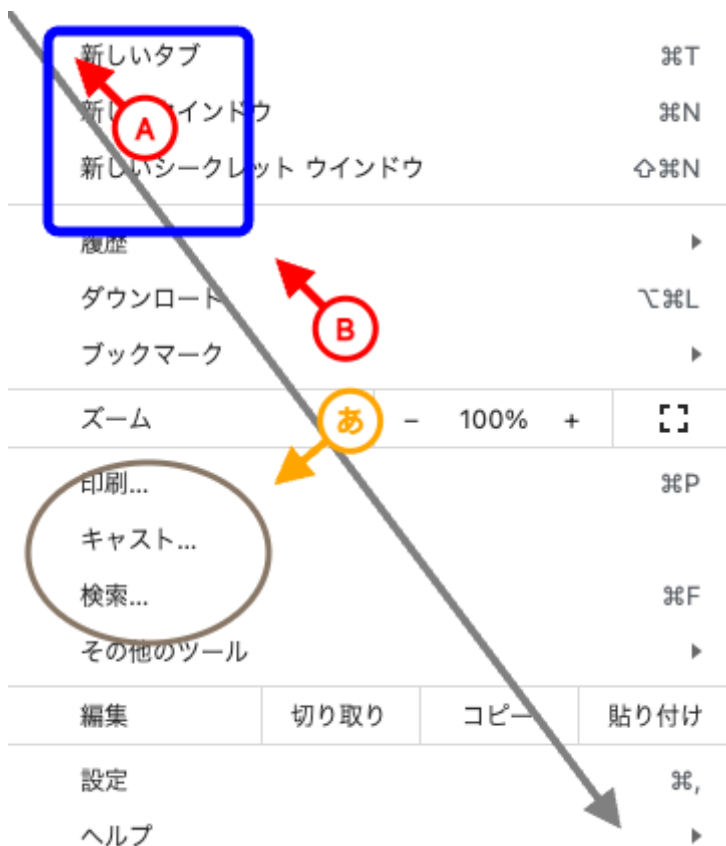 新しいタブ ⌘T
新し インドウ ⌘N
A
新しいシークレット ウインドウ ⇧⌘N
履歴
ダウンロード ⌥⌘L
B
ブックマーク
ズーム あ − 100% +
印刷... ⌘P
キャスト...
検索... ⌘F
その他のツール
編集 切り取り コピー 貼り付け
設定 ⌘,
ヘルプ